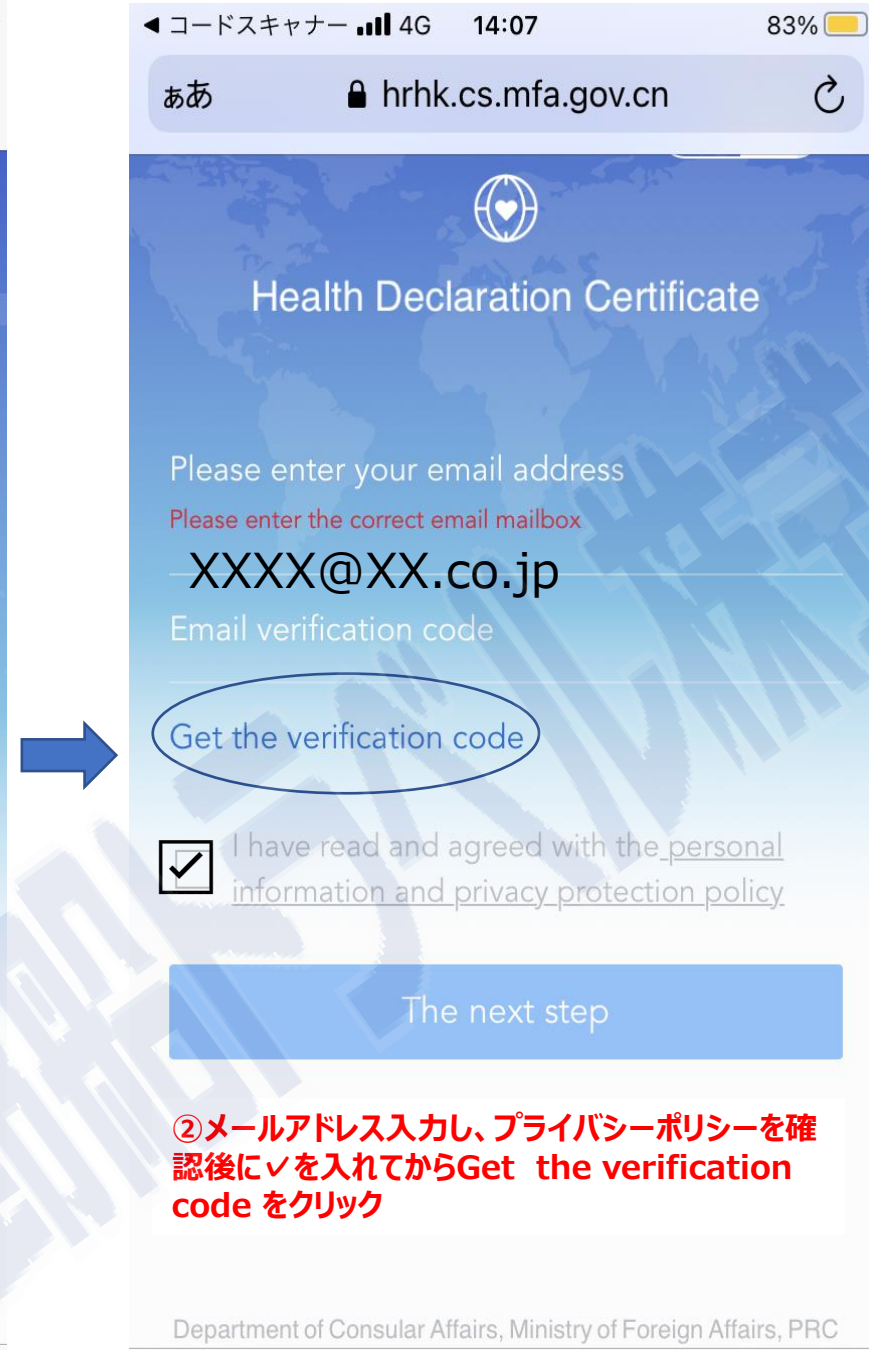 ◀ コードスキャナー 4G 14:07 83%
ぁあ hrhk.cs.mfa.gov.cn
Health Declaration Certificate
Please enter your email address
Please enter the correct email mailbox
XXXX@XX.co.jp
Email verification code
Get the verification code
I have read and agreed with the personal
information and privacy protection policy
The next step
②メールアドレス入力し、プライバシーポリシーを確
認後に✓を入れてからGet the verification
code をクリック
Department of Consular Affairs, Ministry of Foreign Affairs, PRC